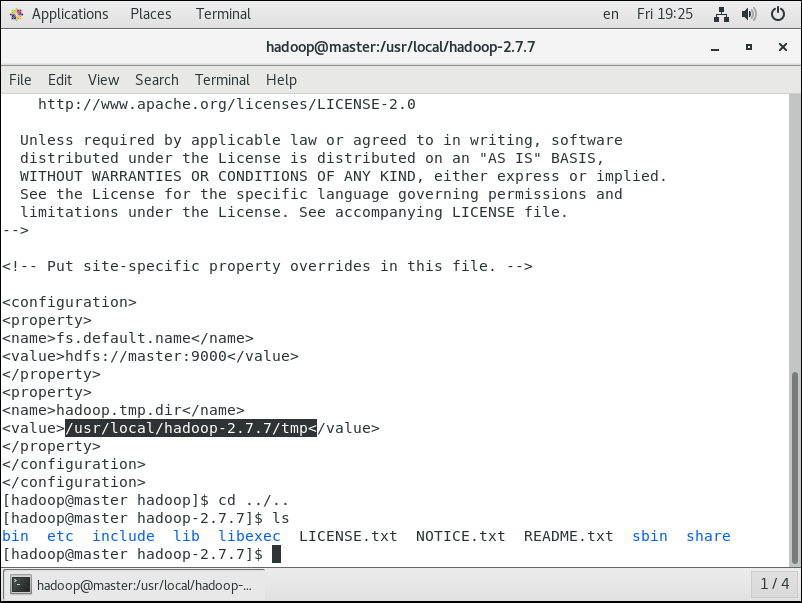 Applications Places Terminal en Fri 19:25
hadoop@master:/usr/local/hadoop-2.7.7
File Edit View Search Terminal Help
http://www.apache.org/licenses/LICENSE-2.0
Unless required by applicable law or agreed to in writing, software
distributed under the License is distributed on an "AS IS" BASIS,
WITHOUT WARRANTIES OR CONDITIONS OF ANY KIND, either express or implied.
See the License for the specific language governing permissions and
limitations under the License. See accompanying LICENSE file.
-->
<!-- Put site-specific property overrides in this file. -->
<configuration>
<property>
<name>fs.default.name</name>
<value>hdfs://master:9000</value>
</property>
<property>
<name>hadoop.tmp.dir</name>
<value>/usr/local/hadoop-2.7.7/tmp</value>
</property>
</configuration>
</configuration>
[hadoop@master hadoop]$ cd ../..
[hadoop@master hadoop-2.7.7]$ ls
bin etc include lib libexec LICENSE.txt NOTICE.txt README.txt sbin share
[hadoop@master hadoop-2.7.7]$
hadoop@master:/usr/local/hadoop-... 1 / 4